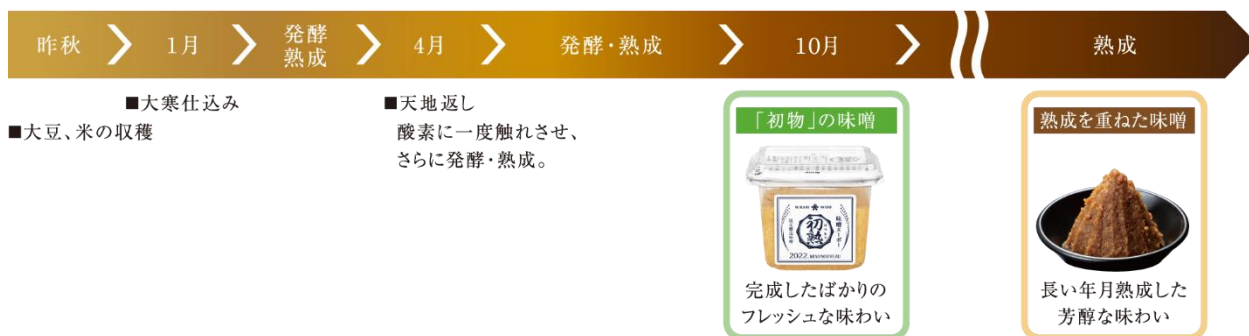 昨秋
1月
発酵
熟成
4月
発酵・熟成
10月
熟成
■大寒仕込み
■大豆、米の収穫
■天地返し
酸素に一度触れさせ、
さらに発酵・熟成。
「初物」の味噌
初熟
2022.
完成したばかりの
フレッシュな味わい
熟成を重ねた味噌
長い年月熟成した
芳醇な味わい